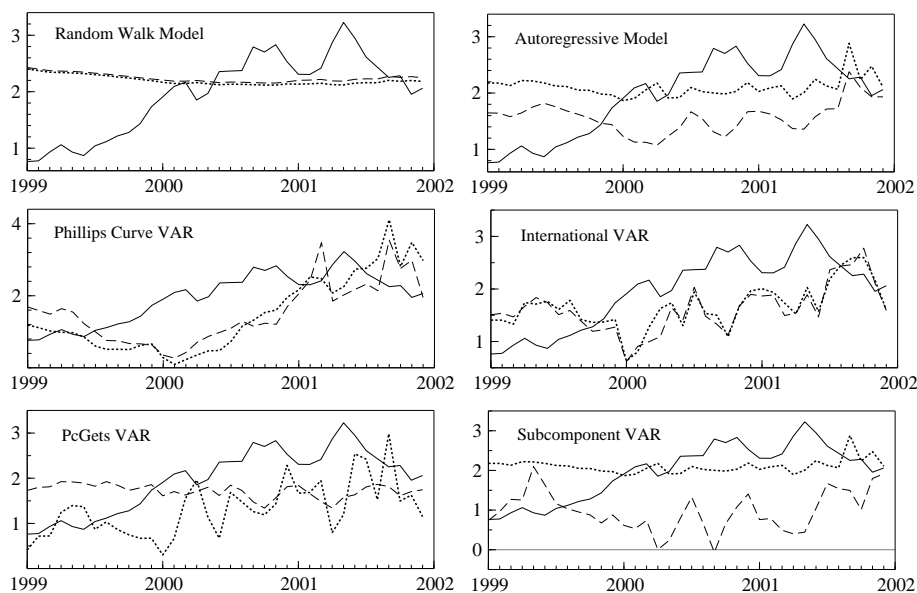 Random Walk Model
3
2
1
1999 2000 2001 2002
Autoregressive Model
3
2
1
1999 2000 2001 2002
Phillips Curve VAR
4
2
1999 2000 2001 2002
International VAR
3
2
1
1999 2000 2001 2002
PcGets VAR
3
2
1
1999 2000 2001 2002
Subcomponent VAR
3
2
1
0
1999 2000 2001 2002